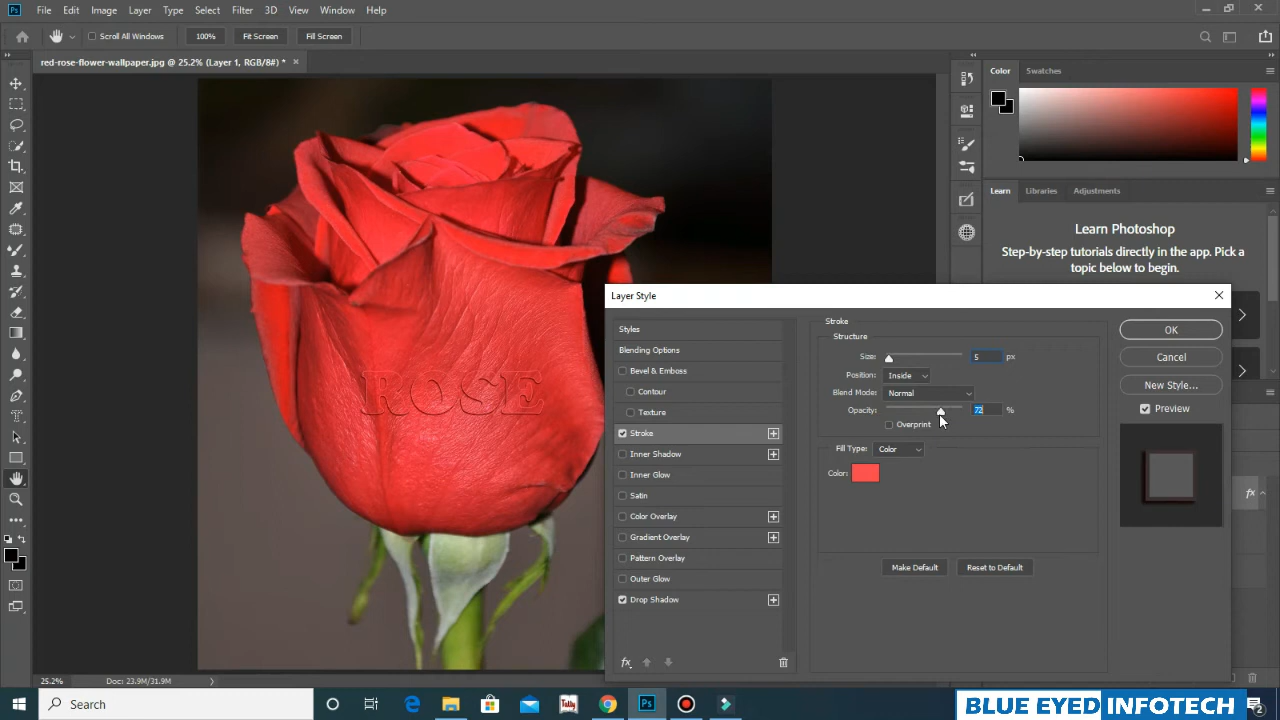 Ps File Edit Image Layer Type Select Filter 3D View Window Help
Scroll All Windows 100% Fit Screen Fill Screen
red-rose-flower-wallpaper.jpg @ 25.2% (Layer 1, RGB/8#) *
Color Swatches
Learn Libraries Adjustments
Learn Photoshop
Step-by-step tutorials directly in the app. Pick a
topic below to begin.
ROSE
Layer Style
Styles
Blending Options
Bevel & Emboss
Contour
Texture
Stroke
Inner Shadow
Inner Glow
Satin
Color Overlay
Gradient Overlay
Pattern Overlay
Outer Glow
Drop Shadow
fx
Stroke
Structure
Size: 5 px
Position: Inside
Blend Mode: Normal
Opacity: 72 %
Overprint
Fill Type: Color
Color:
Make Default Reset to Default
OK
Cancel
New Style...
Preview
fx
25.2% Doc: 23.9M/31.9M
Search
Tally
Ps
BLUE EYED INFOTECH
2